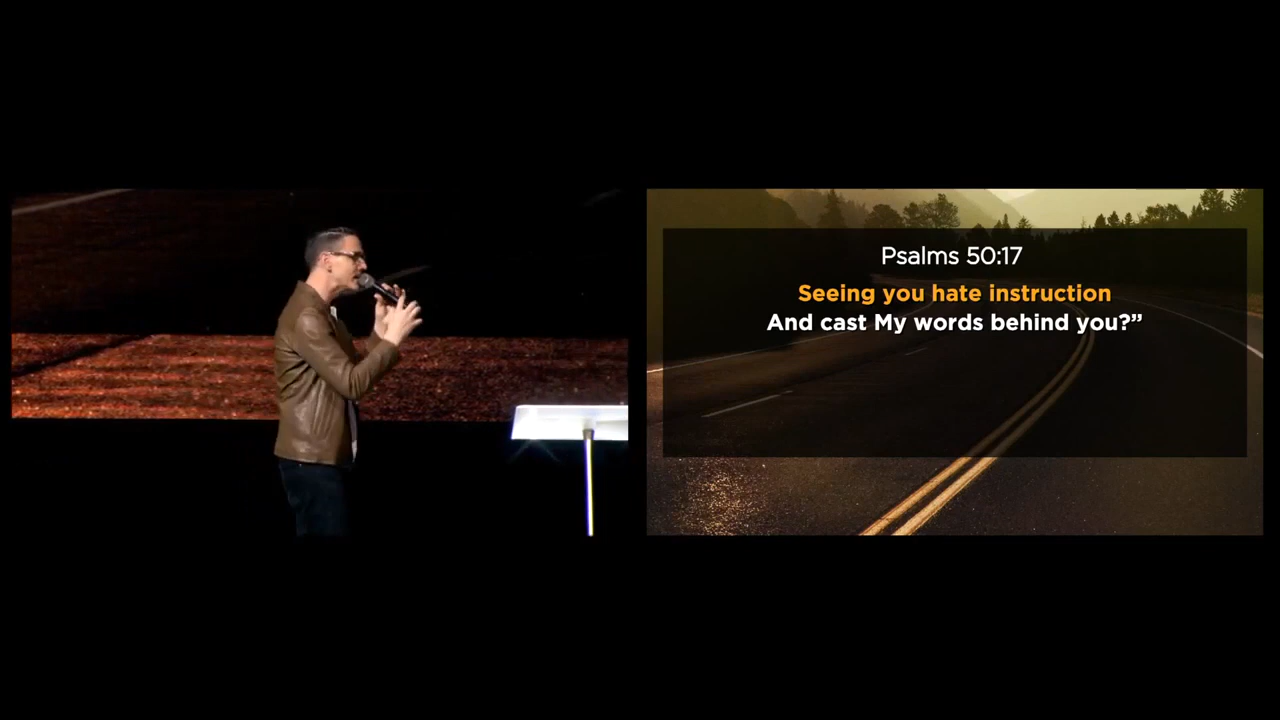 Psalms 50:17
Seeing you hate instruction
And cast My words behind you?”